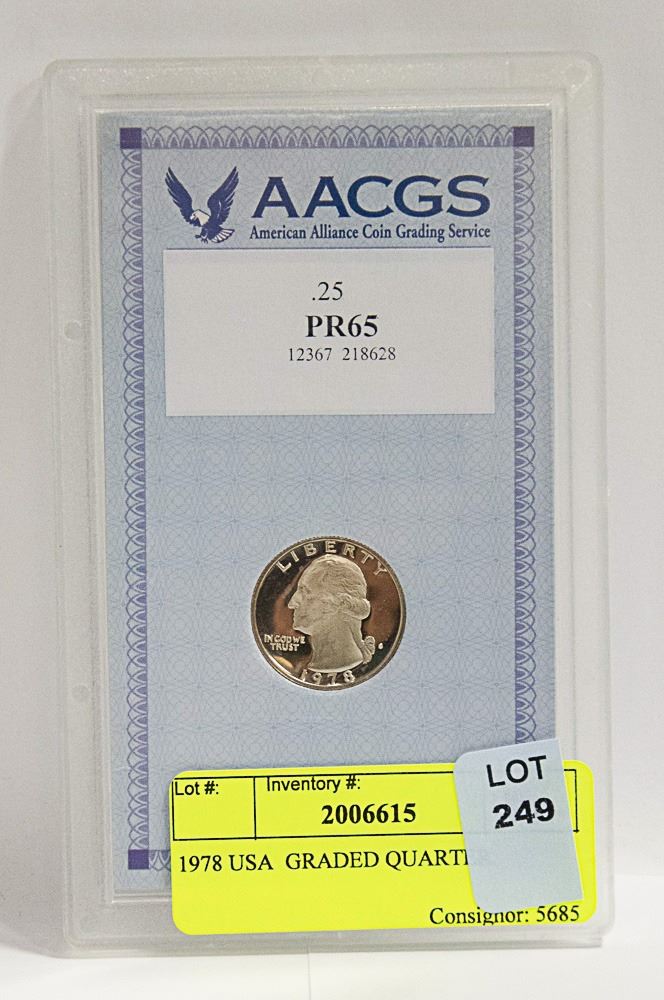 AACGS
American Alliance Coin Grading Service
.25
PR65
12367 218628
LIBERTY
IN GOD WE
TRUST
S
1978
Lot #:
Inventory #:
2006615
LOT
249
1978 USA GRADED QUARTER
Consignor: 5685